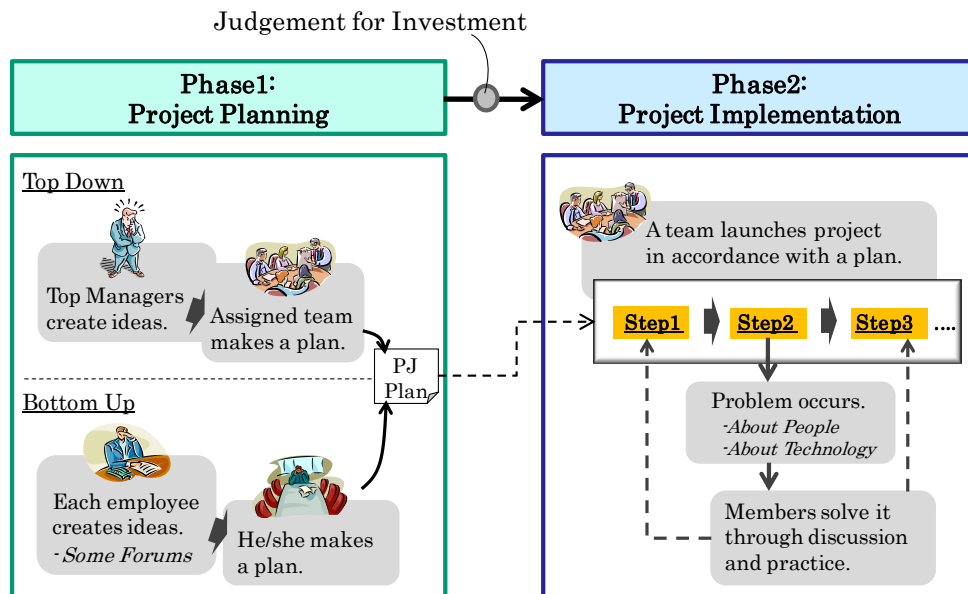 Judgement for Investment
Phase1:
Project Planning
Phase2:
Project Implementation
Top Down
Top Managers
create ideas.
Assigned team
makes a plan.
PJ
Plan
Bottom Up
Each employee
creates ideas.
- Some Forums
He/she makes
a plan.
A team launches project
in accordance with a plan.
Step1
Step2
Step3
....
Problem occurs.
-About People
-About Technology
Members solve it
through discussion
and practice.